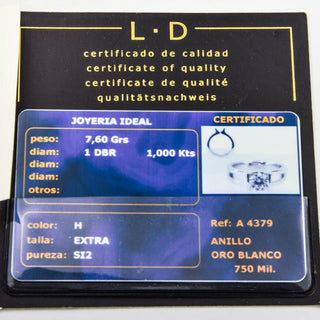 L · D
certificado de calidad
certificate of quality
certificate de qualité
qualitätsnachweis
JOYERIA IDEAL
CERTIFICADO
peso: 7,60 Grs
diam: 1 DBR 1,000 Kts
diam:
diam:
otros:
color: H
talla: EXTRA
pureza: SI2
Ref: A 4379
ANILLO
ORO BLANCO
750 Mil.